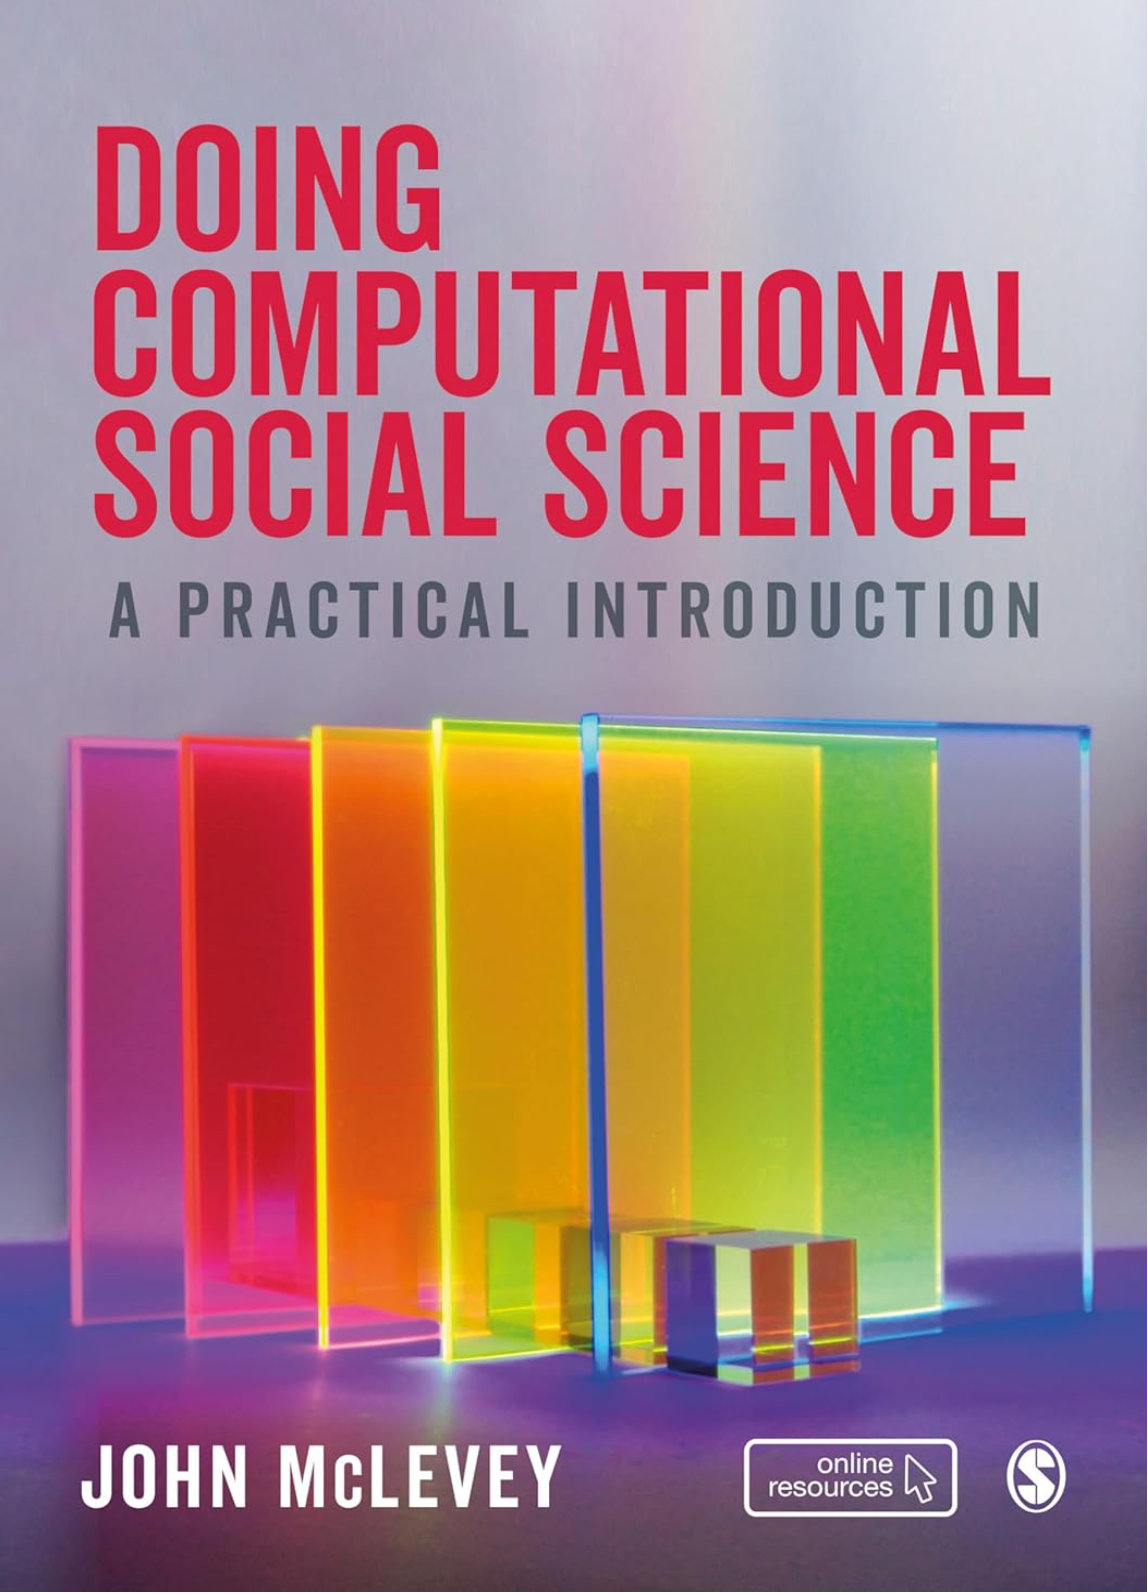 DOING
COMPUTATIONAL
SOCIAL SCIENCE
A PRACTICAL INTRODUCTION
JOHN McLEVEY
online
resources
S